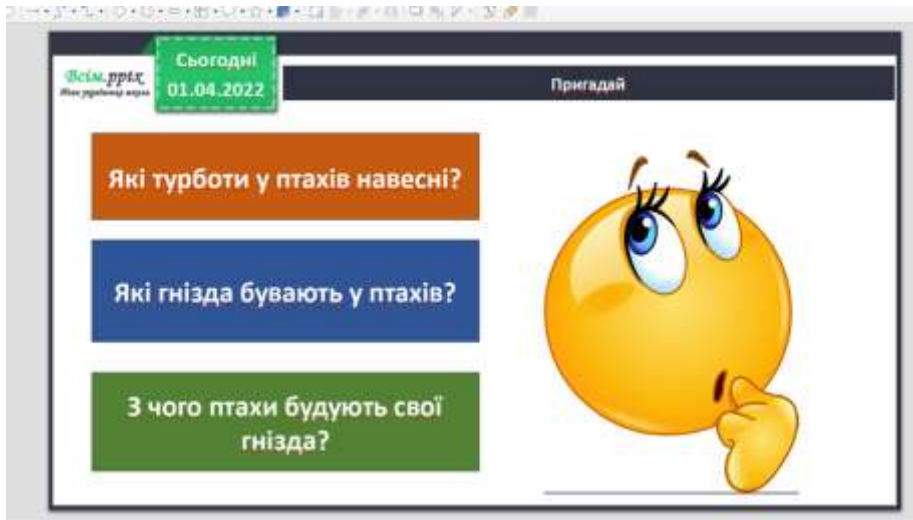 Сьогодні
01.04.2022
Всім.pptx
Пригадай
Які турботи у птахів навесні?
Які гнізда бувають у птахів?
З чого птахи будують свої
гнізда?